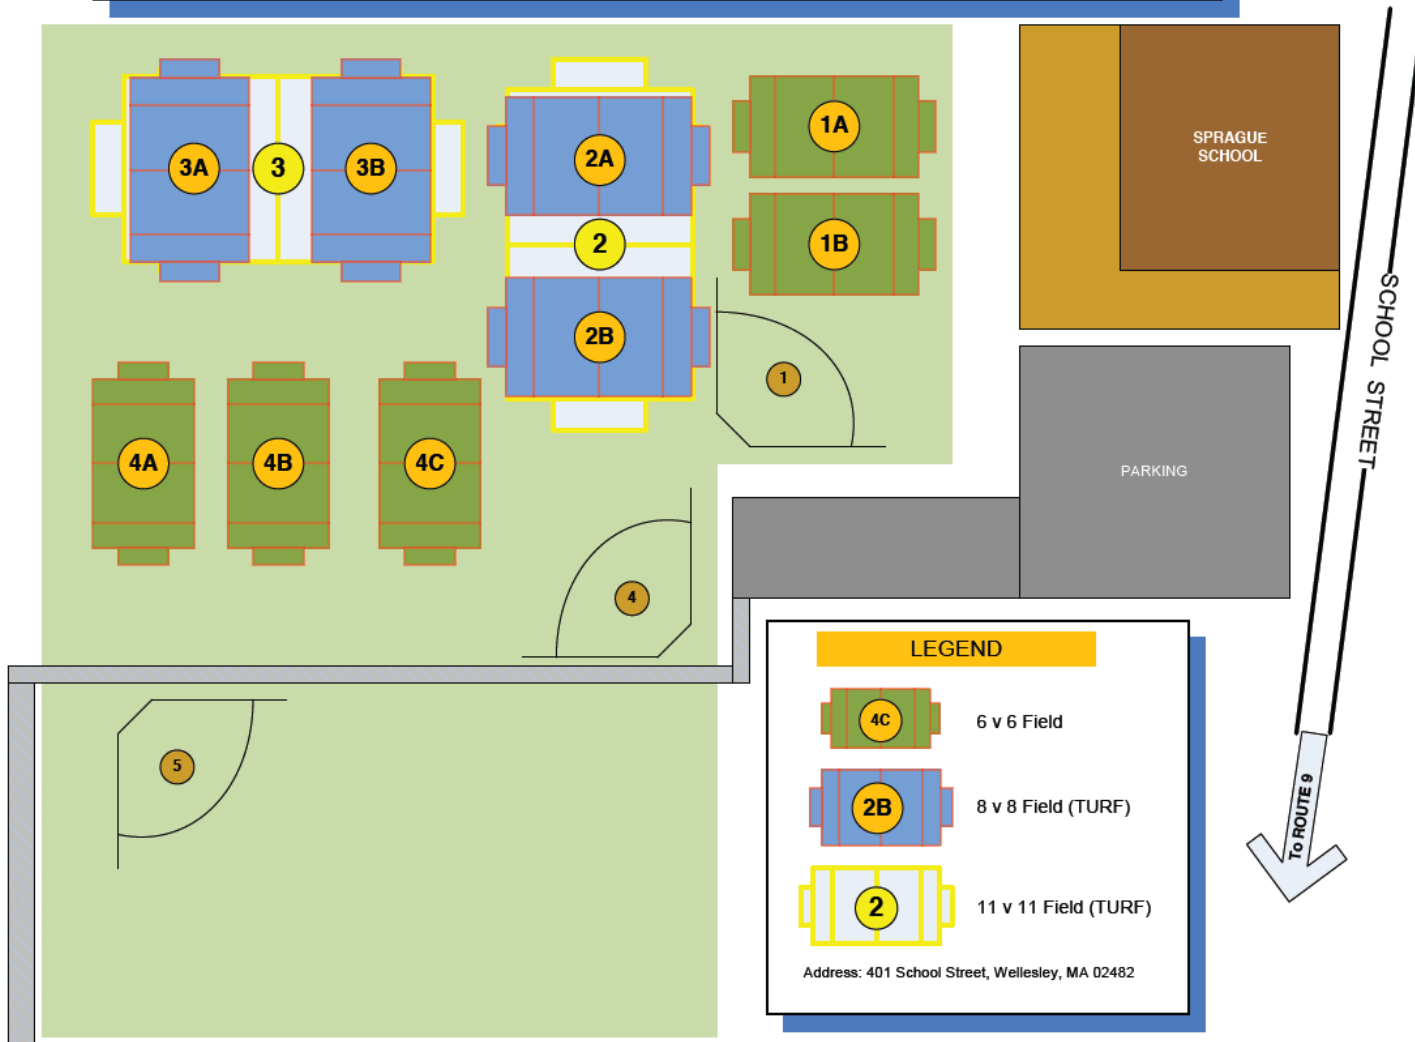 3A
3
3B
2A
2
2B
1A
1B
SPRAGUE
SCHOOL
SCHOOL STREET
1
4A
4B
4C
PARKING
4
5
LEGEND
4C
6 v 6 Field
2B
8 v 8 Field (TURF)
2
11 v 11 Field (TURF)
Address: 401 School Street, Wellesley, MA 02482
To ROUTE 9